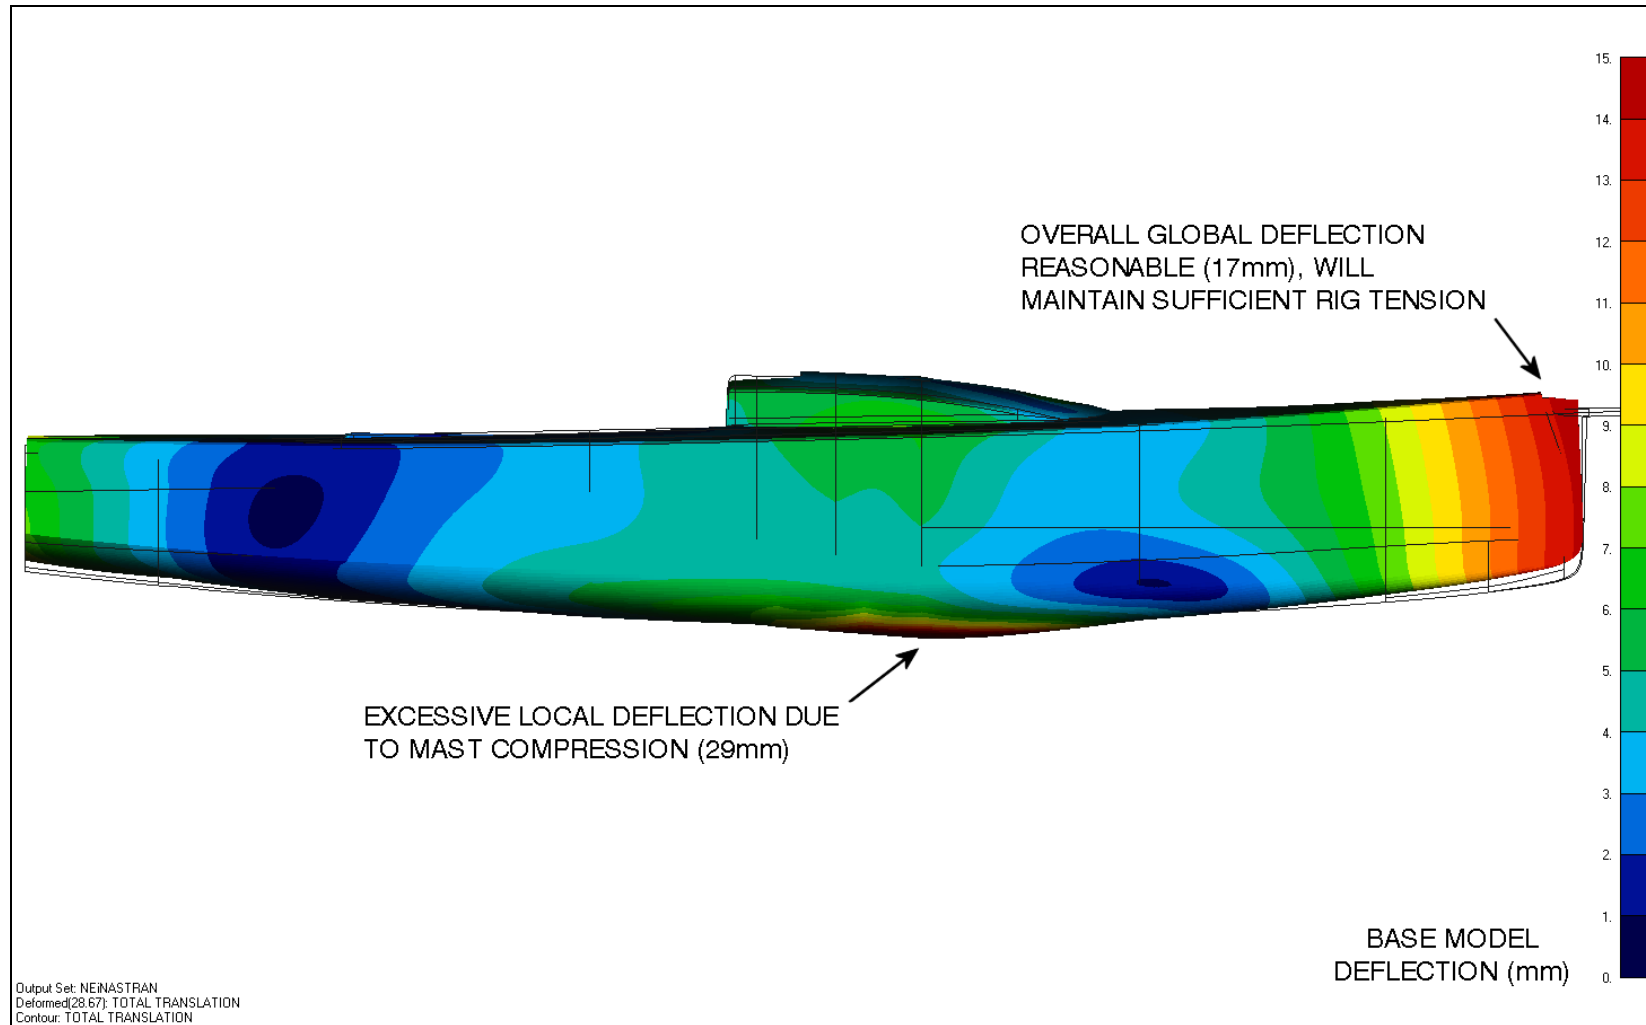 15.
14.
13.
OVERALL GLOBAL DEFLECTION
REASONABLE (17mm), WILL
MAINTAIN SUFFICIENT RIG TENSION
12.
11.
10.
9.
8.
7.
6.
5.
EXCESSIVE LOCAL DEFLECTION DUE
TO MAST COMPRESSION (29mm)
4.
3.
2.
1.
BASE MODEL
DEFLECTION (mm)
0.
Output Set: NEiNASTRAN
Deformed(28.67): TOTAL TRANSLATION
Contour: TOTAL TRANSLATION